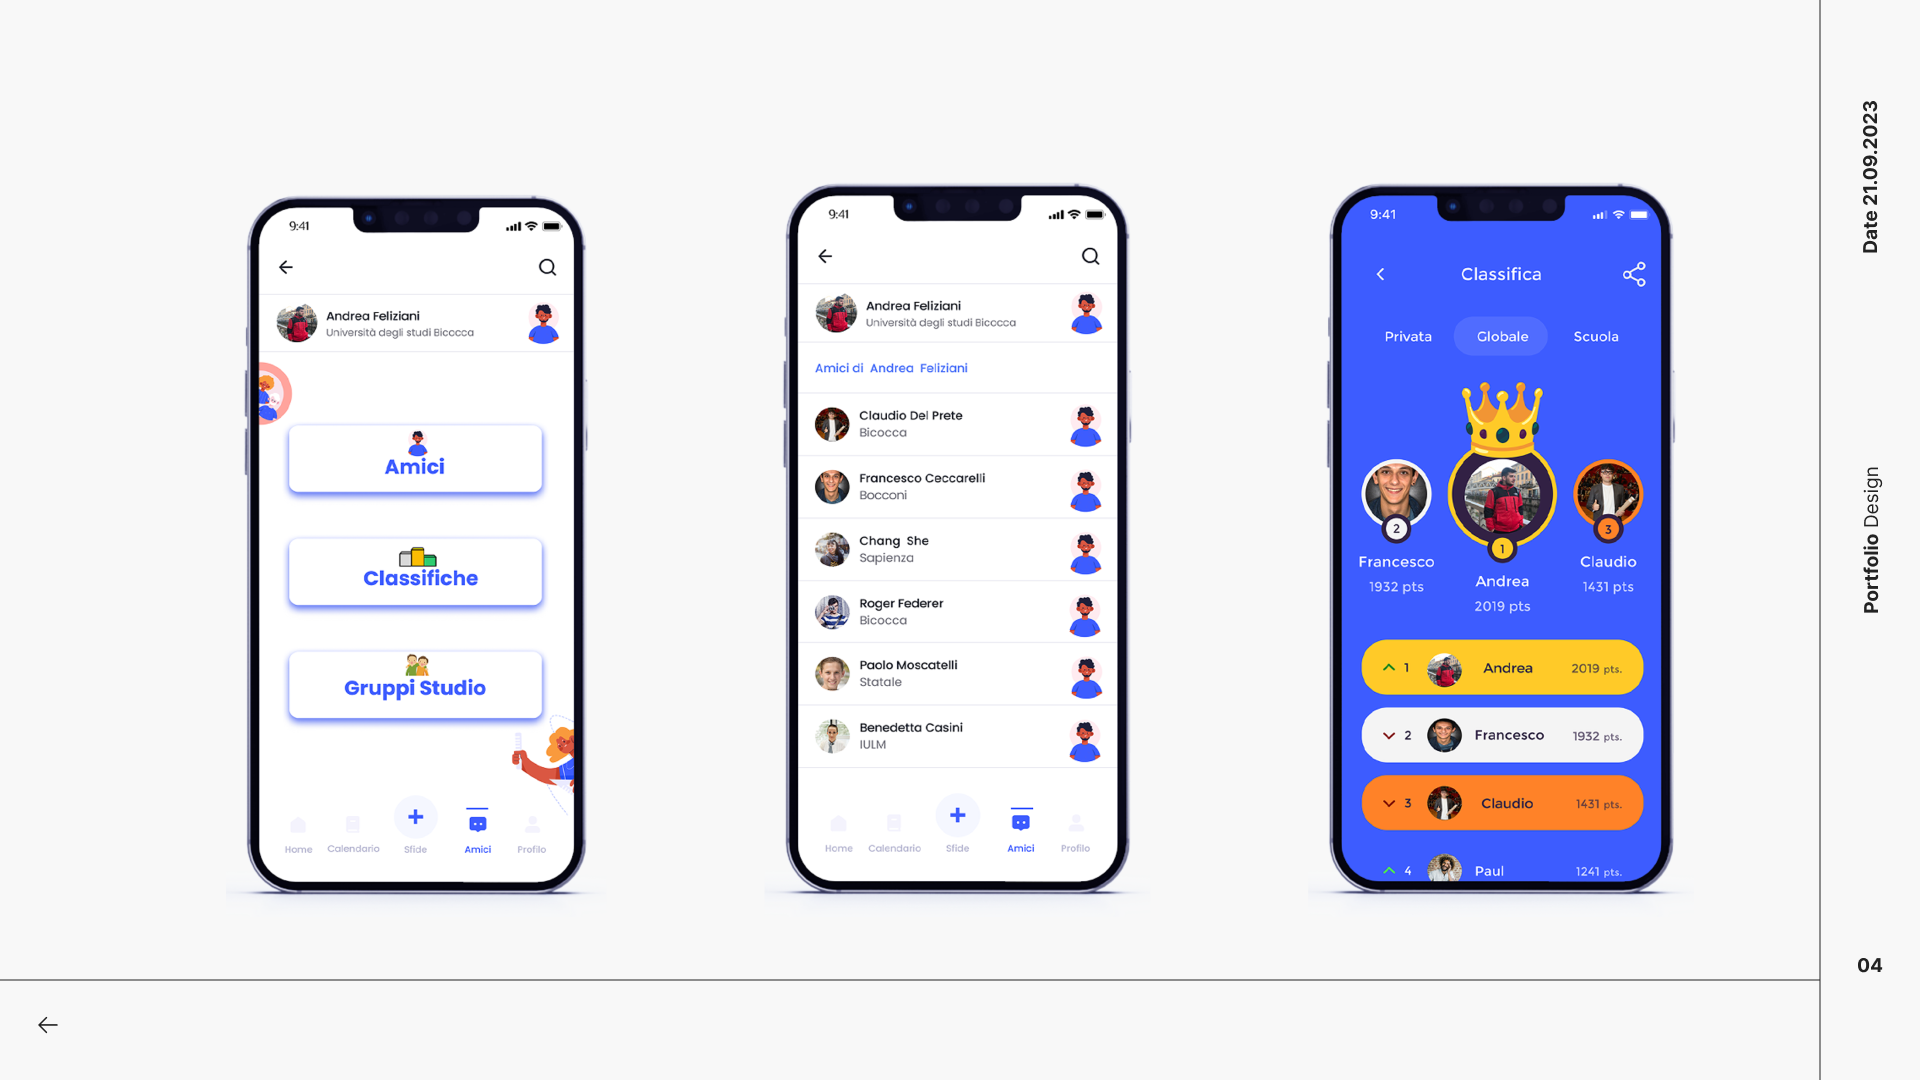 9:41
Andrea Feliziani
Università degli studi Bicocca
Amici
Classifiche
Gruppi Studio
Home
Calendario
Sfide
Amici
Profilo
9:41
Andrea Feliziani
Università degli studi Bicocca
Amici di Andrea Feliziani
Claudio Del Prete
Bicocca
Francesco Ceccarelli
Bocconi
Chang She
Sapienza
Roger Federer
Bicocca
Paolo Moscatelli
Statale
Benedetta Casini
IULM
Home
Calendario
Sfide
Amici
Profilo
9:41
Classifica
Privata
Globale
Scuola
2
Francesco
1932 pts
1
Andrea
2019 pts
3
Claudio
1431 pts
1 Andrea 2019 pts.
2 Francesco 1932 pts.
3 Claudio 1431 pts.
4 Paul 1241 pts.
Date 21.09.2023
Portfolio Design
04